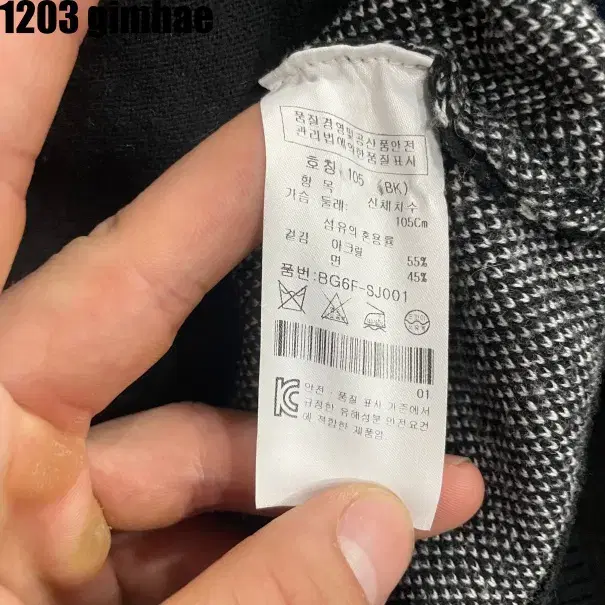 1203 gimhae
품질경영및공산품안전
관리법에의한품질표시
호칭: 105 (BK)
항 목 신체치수
가슴 둘레: 105Cm
섬유의 혼용률
겉감 아크릴 55%
면 45%
품번:BG6F-SJ001
01
안전·품질 표시 기준에서
규정한 유해성분 안전요건
에 적합한 제품임.